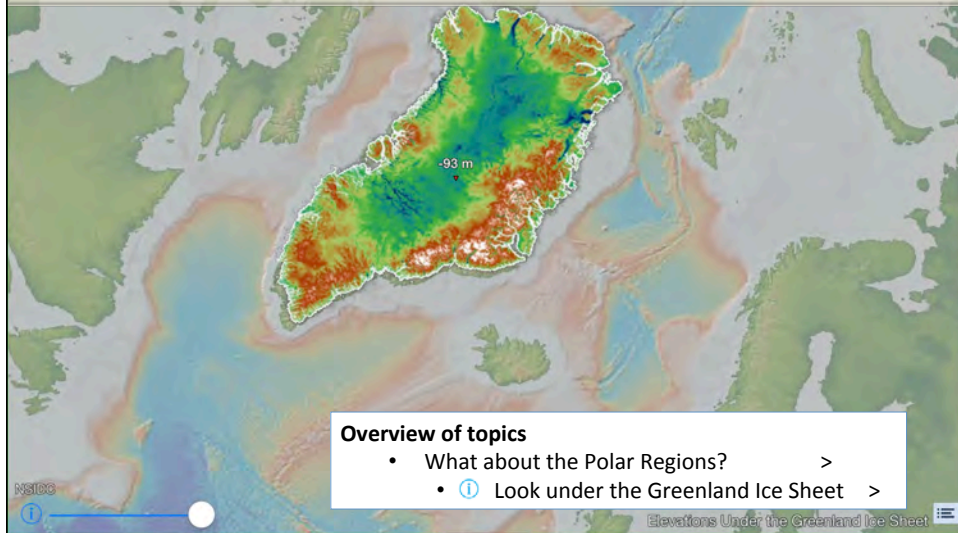 -93 m
Overview of topics
• What about the Polar Regions? >
• ⓘ Look under the Greenland Ice Sheet >
NSIDC
ⓘ
Elevations Under the Greenland Ice Sheet